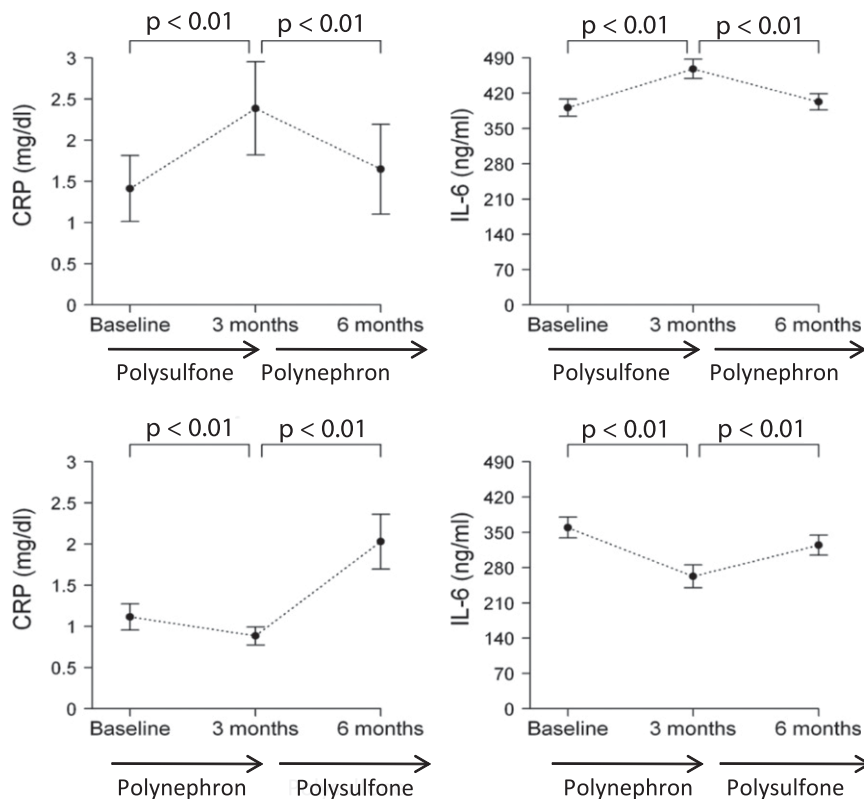 p < 0.01 p < 0.01
CRP (mg/dl)
3
2.5
2
1.5
1
0.5
0
Baseline 3 months 6 months
Polysulfone Polynephron
p < 0.01 p < 0.01
IL-6 (ng/ml)
490
420
350
280
210
140
70
0
Baseline 3 months 6 months
Polysulfone Polynephron
p < 0.01 p < 0.01
CRP (mg/dl)
3
2.5
2
1.5
1
0.5
0
Baseline 3 months 6 months
Polynephron Polysulfone
p < 0.01 p < 0.01
IL-6 (ng/ml)
490
420
350
280
210
140
70
0
Baseline 3 months 6 months
Polynephron Polysulfone